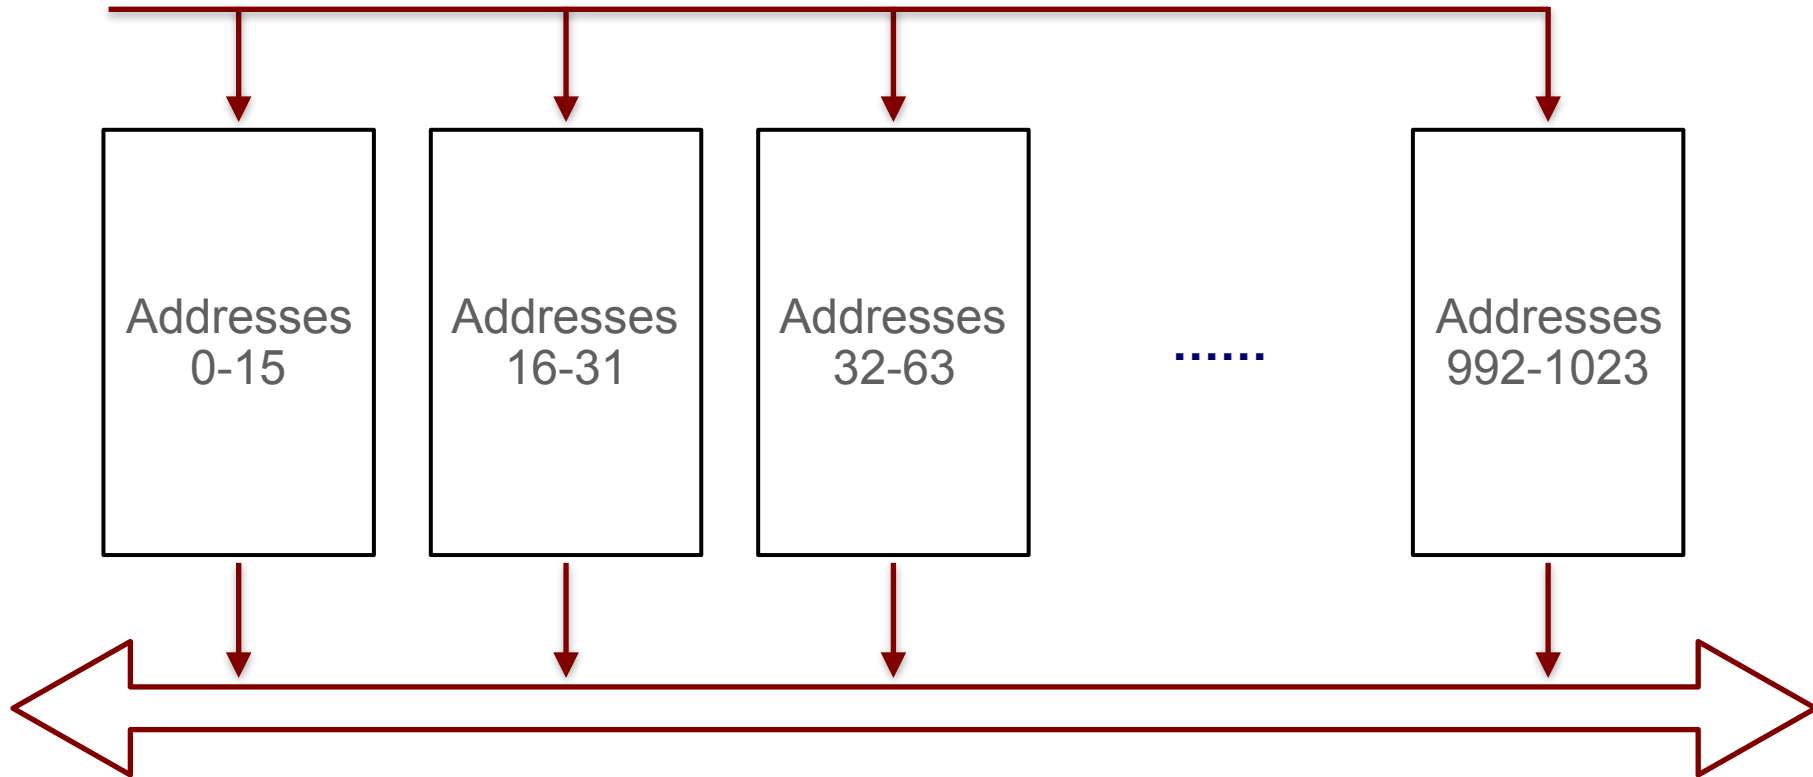 Addresses
0-15
Addresses
16-31
Addresses
32-63
......
Addresses
992-1023